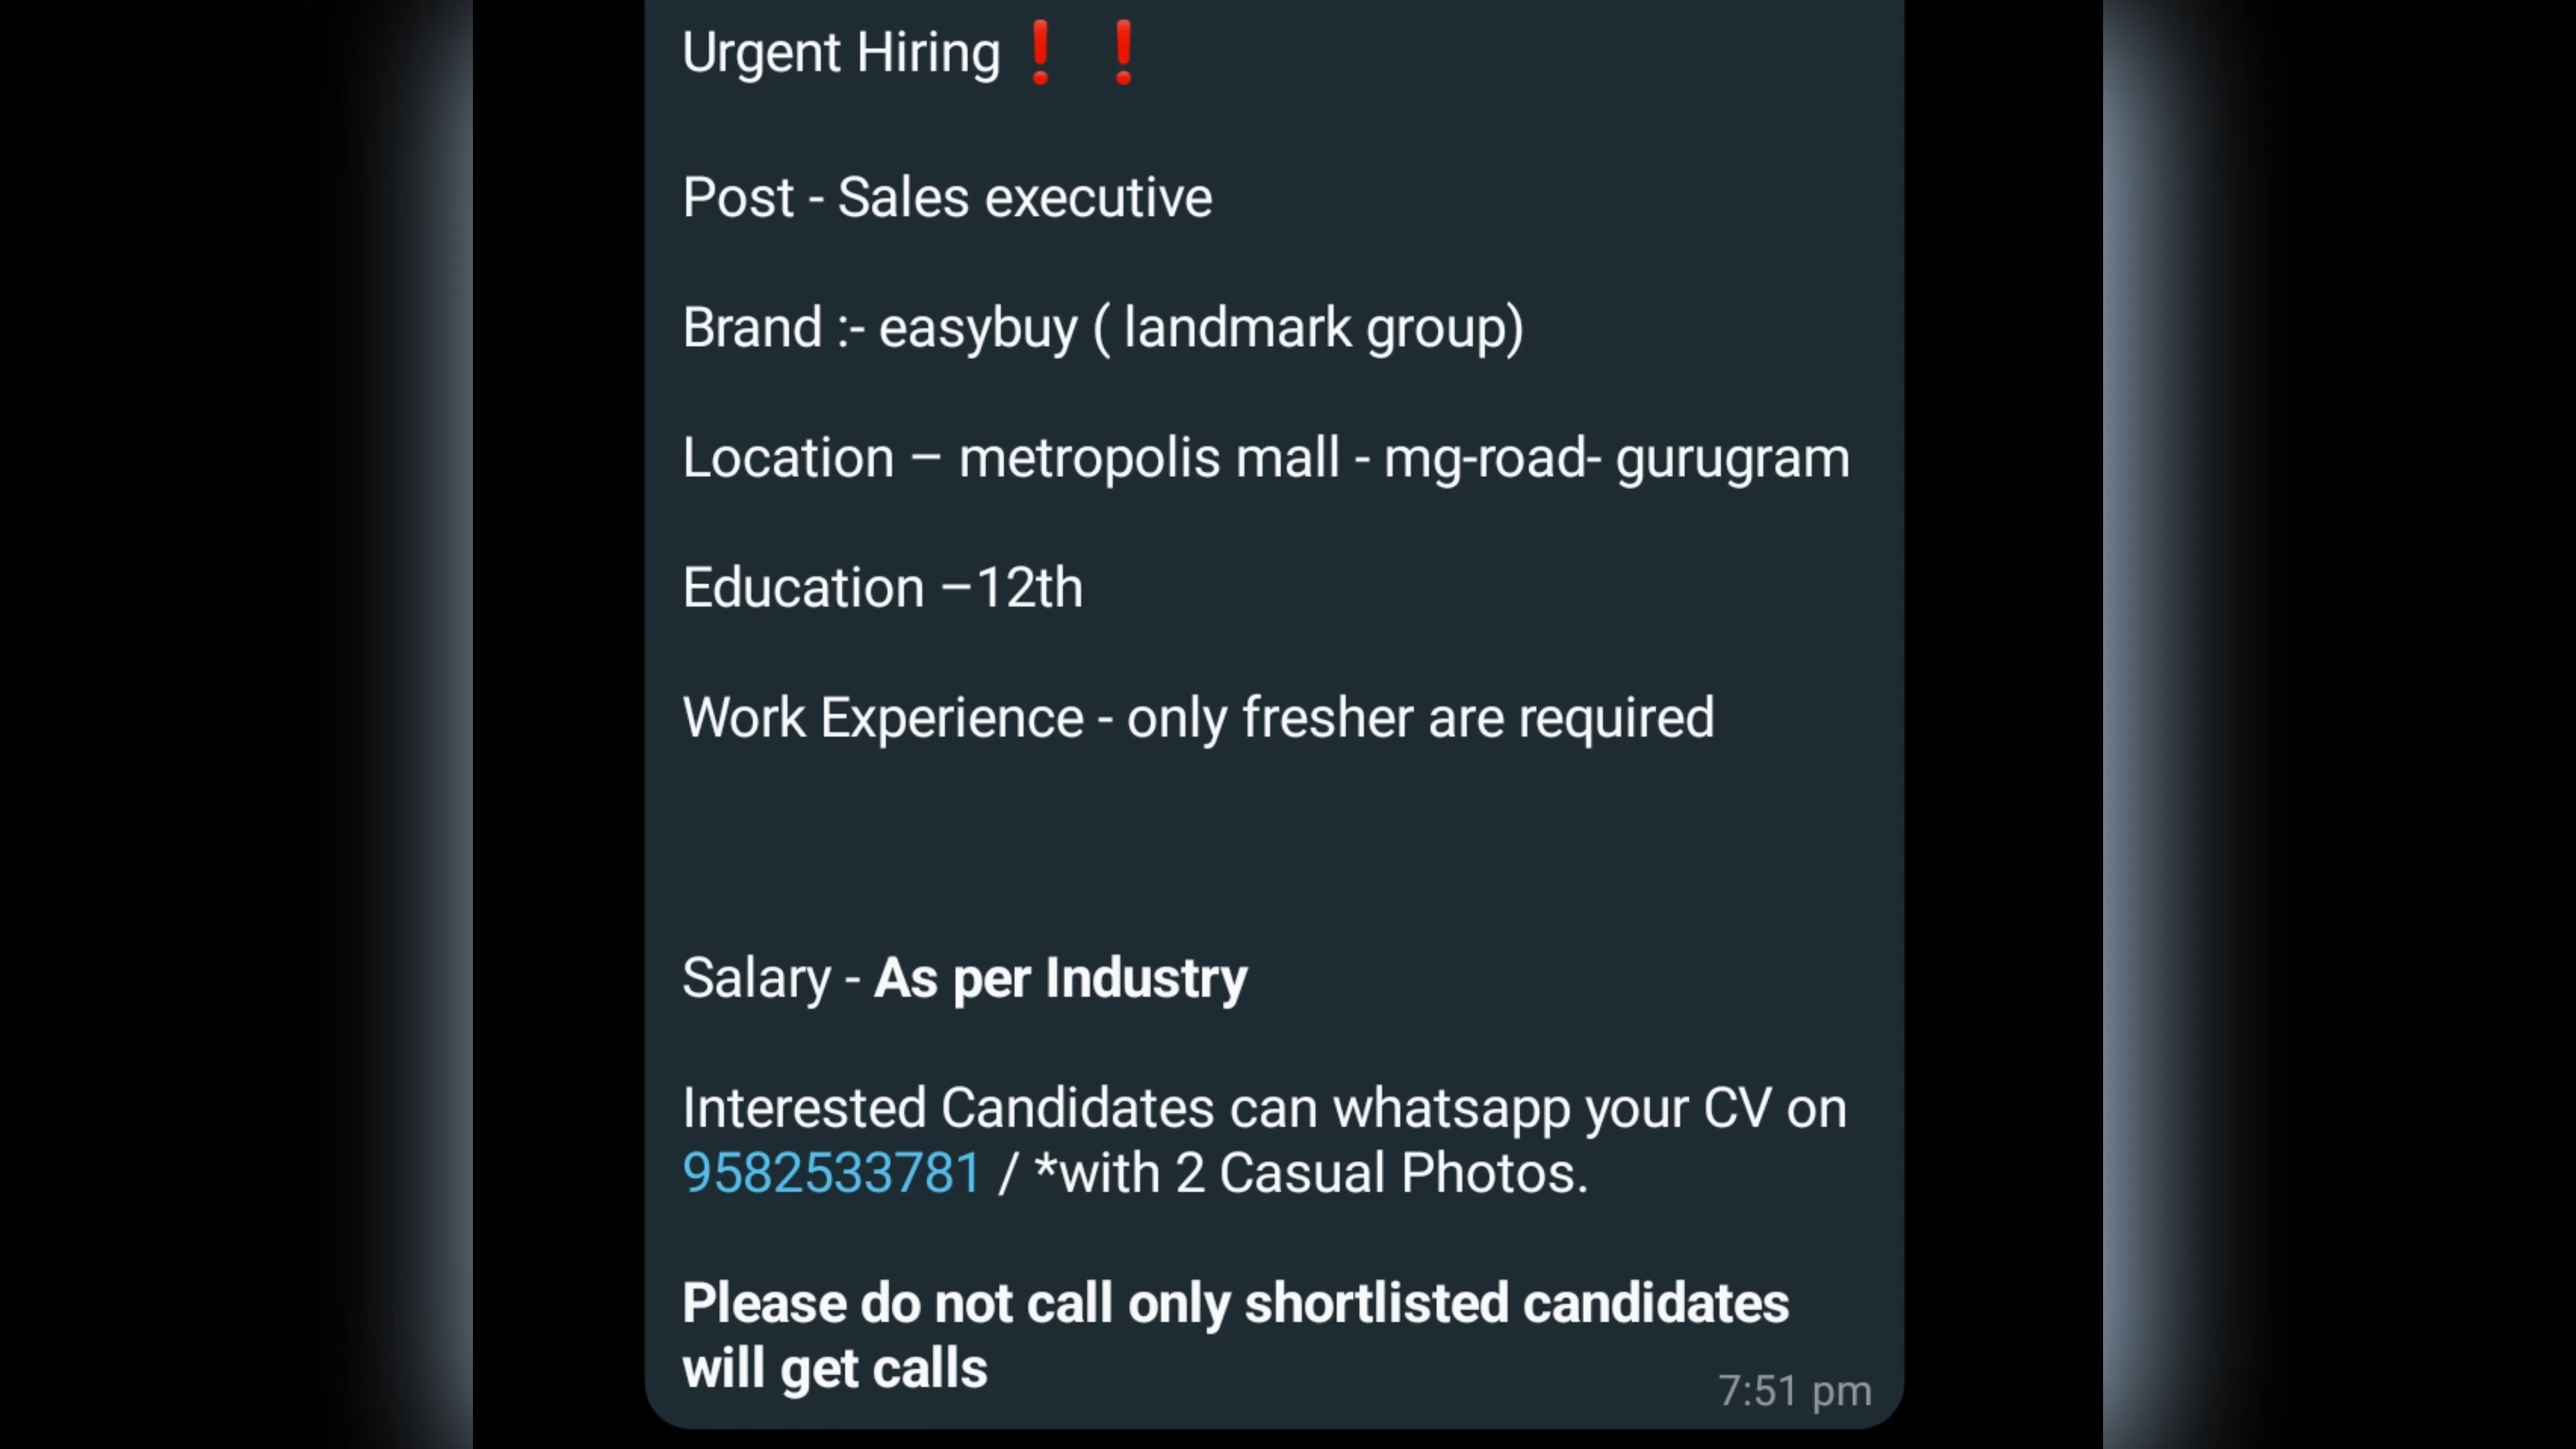 Urgent Hiring❗❗
Post - Sales executive
Brand :- easybuy ( landmark group)
Location – metropolis mall - mg-road- gurugram
Education –12th
Work Experience - only fresher are required
Salary - As per Industry
Interested Candidates can whatsapp your CV on
9582533781 / *with 2 Casual Photos.
Please do not call only shortlisted candidates
will get calls
7:51 pm